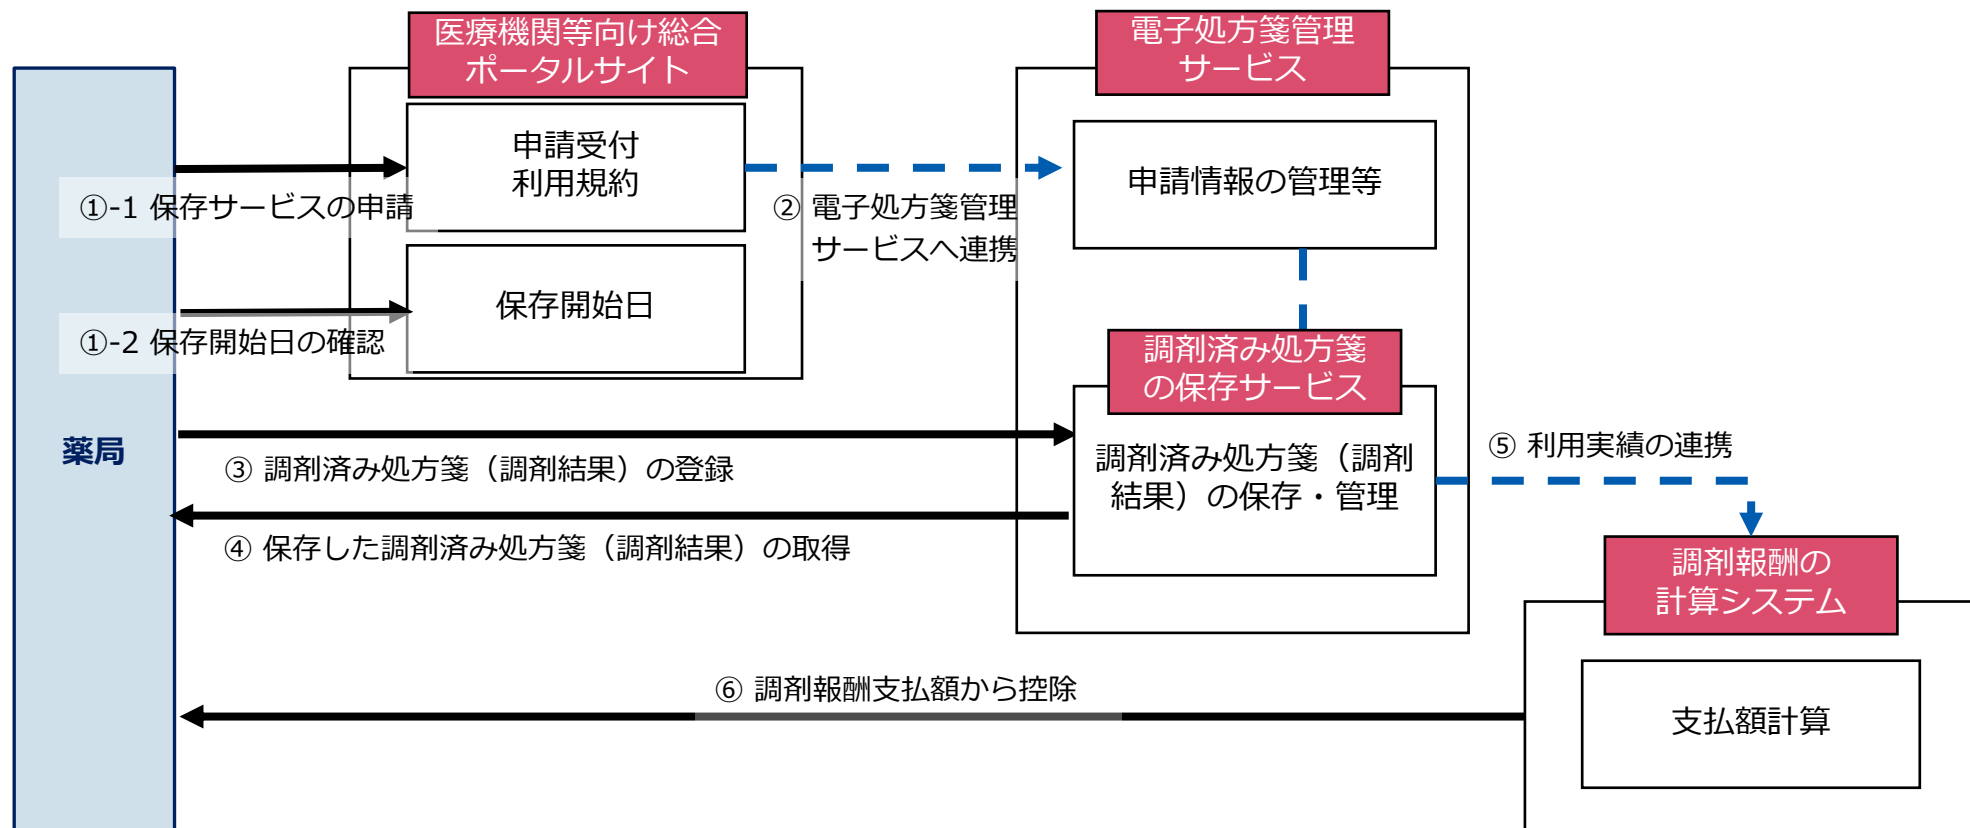 医療機関等向け総合
ポータルサイト
電子処方箋管理
サービス
申請受付
利用規約
申請情報の管理等
①-1 保存サービスの申請
② 電子処方箋管理
サービスへ連携
保存開始日
①-2 保存開始日の確認
調剤済み処方箋
の保存サービス
薬局
③ 調剤済み処方箋（調剤結果）の登録
調剤済み処方箋（調剤
結果）の保存・管理
⑤ 利用実績の連携
④ 保存した調剤済み処方箋（調剤結果）の取得
調剤報酬の
計算システム
⑥ 調剤報酬支払額から控除
支払額計算